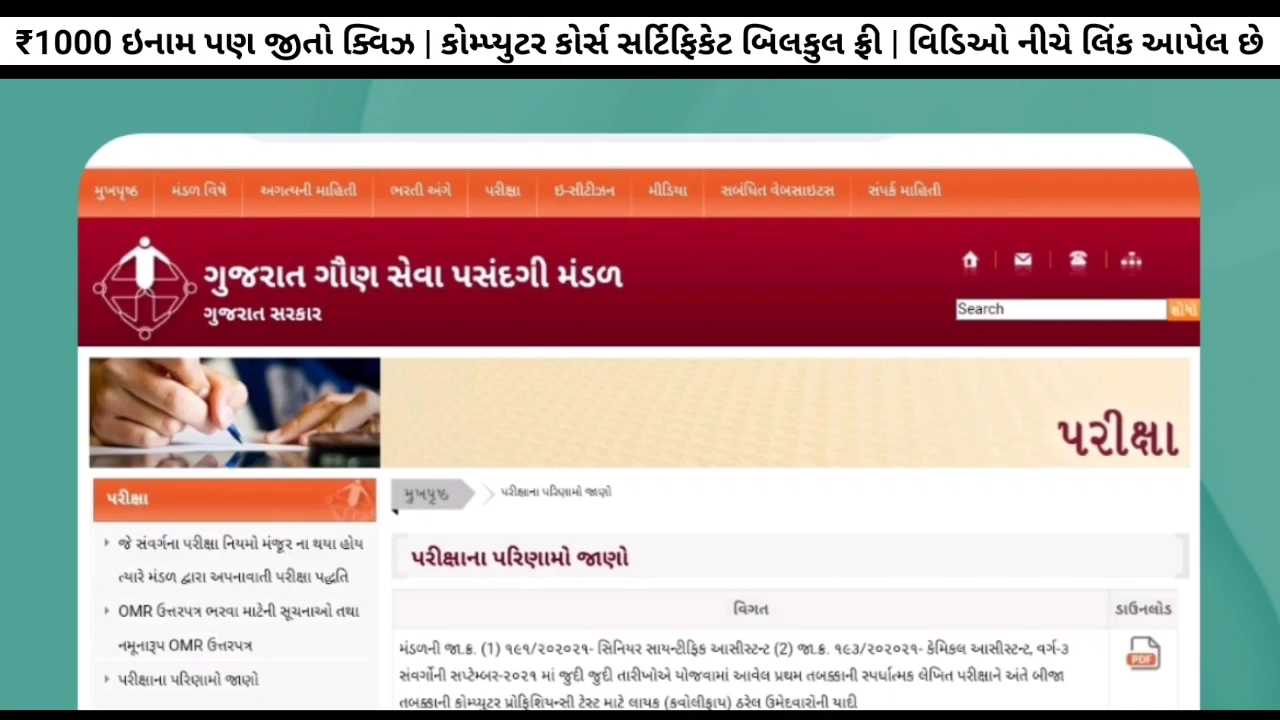 ₹1000 ઇનામ પણ જીતો ક્વિઝ | કોમ્પ્યુટર કોર્સ સર્ટિફિકેટ બિલકુલ ફ્રી | વિડિઓ નીચે લિંક આપેલ છે
મુખપૃષ્ઠ મંડળ વિષે અગત્યની માહિતી ભરતી અંગે પરીક્ષા ઇ-સીટીઝન મીડિયા સબંધિત વેબસાઇટસ સંપર્ક માહિતી
ગુજરાત ગૌણ સેવા પસંદગી મંડળ
ગુજરાત સરકાર
Search શોધો
પરીક્ષા
પરીક્ષા
મુખપૃષ્ઠ પરીક્ષાના પરિણામો જાણો
જે સંવર્ગના પરીક્ષા નિયમો મંજૂર ના થયા હોય
ત્યારે મંડળ દ્વારા અપનાવાતી પરીક્ષા પદ્ધતિ
OMR ઉત્તરપત્ર ભરવા માટેની સૂચનાઓ તથા
નમૂનારૂપ OMR ઉત્તરપત્ર
પરીક્ષાના પરિણામો જાણો
પરીક્ષાના પરિણામો જાણો
વિગત ડાઉનલોડ
મંડળની જા.ક્ર. (1) ૧૯૧/૨૦૨૦૨૧- સિનિયર સાયન્ટીફિક આસીસ્ટન્ટ (2) જા.ક્ર. ૧૯૩/૨૦૨૦૨૧- કેમિકલ આસીસ્ટન્ટ, વર્ગ-૩
સંવર્ગોની સપ્ટેમ્બર-૨૦૨૧ માં જુદી જુદી તારીખોએ યોજવામાં આવેલ પ્રથમ તબક્કાની સ્પર્ધાત્મક લેખિત પરીક્ષાને અંતે બીજા
તબક્કાની કોમ્પ્યુટર પ્રોફિશિયન્સી ટેસ્ટ માટે લાયક (કવોલીફાય) ઠરેલ ઉમેદવારોની યાદી
PDF